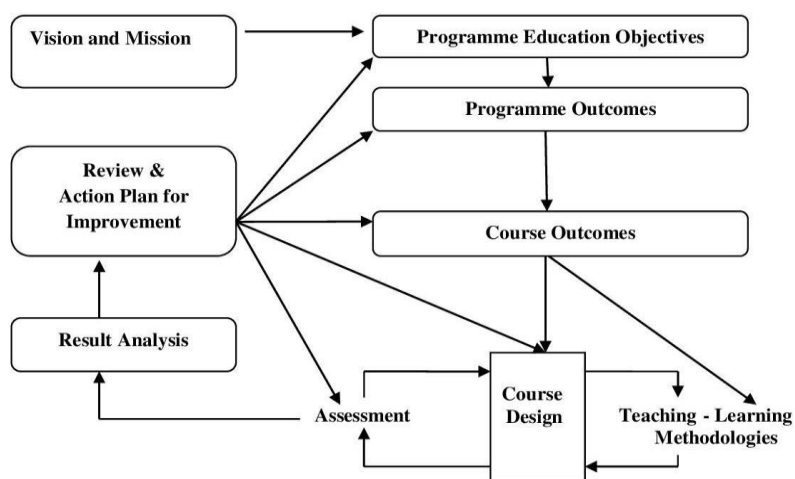 Vision and Mission
Programme Education Objectives
Programme Outcomes
Review &
Action Plan for
Improvement
Course Outcomes
Result Analysis
Assessment
Course
Design
Teaching - Learning
Methodologies